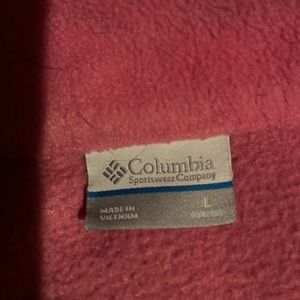 Columbia
Sportswear Company
MADE IN
VIETNAM
L